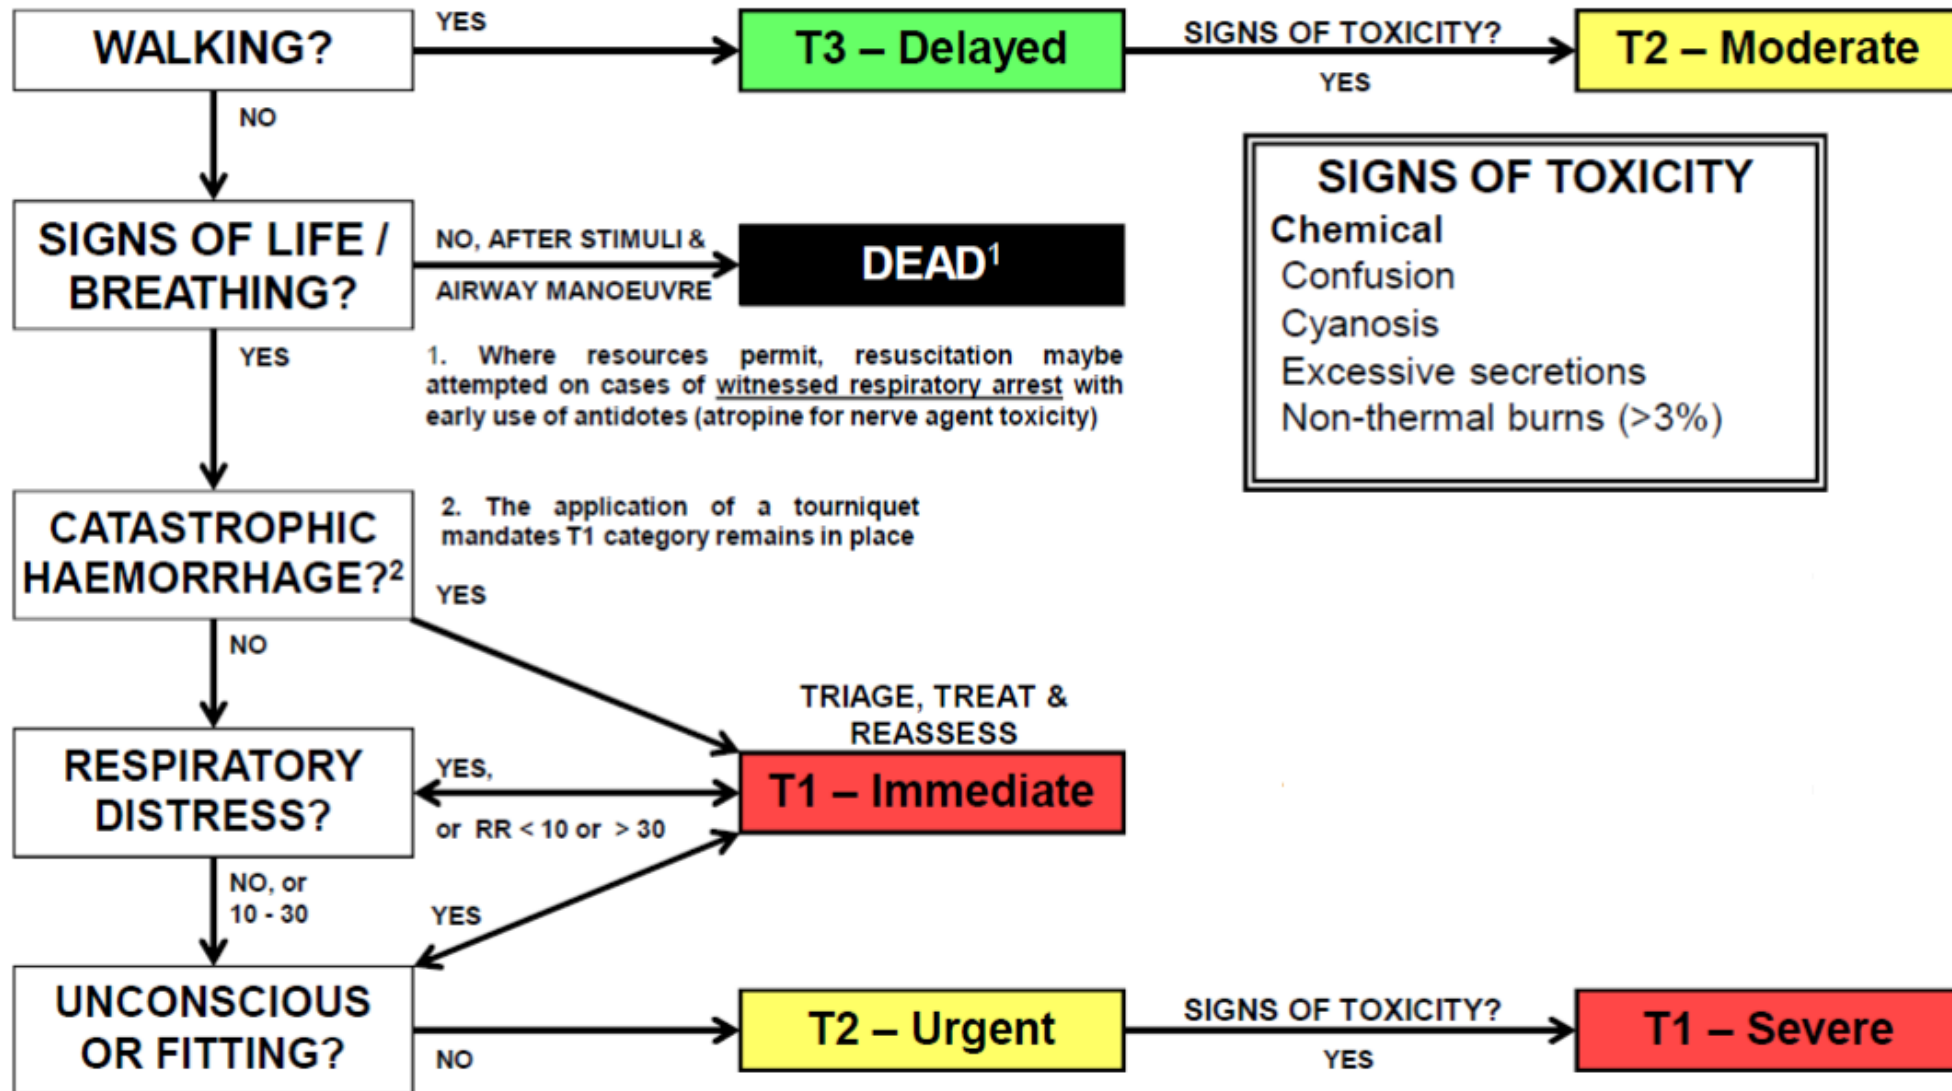 WALKING?
YES
T3 – Delayed
SIGNS OF TOXICITY?
YES
T2 – Moderate
NO
SIGNS OF LIFE /
BREATHING?
NO, AFTER STIMULI &
AIRWAY MANOEUVRE
DEAD¹
SIGNS OF TOXICITY
Chemical
Confusion
Cyanosis
Excessive secretions
Non-thermal burns (>3%)
YES
1. Where resources permit, resuscitation maybe
attempted on cases of witnessed respiratory arrest with
early use of antidotes (atropine for nerve agent toxicity)
CATASTROPHIC
HAEMORRHAGE?²
2. The application of a tourniquet
mandates T1 category remains in place
YES
NO
TRIAGE, TREAT &
REASSESS
T1 – Immediate
RESPIRATORY
DISTRESS?
YES,
or RR < 10 or > 30
NO, or
10 - 30
YES
UNCONSCIOUS
OR FITTING?
NO
T2 – Urgent
SIGNS OF TOXICITY?
YES
T1 – Severe